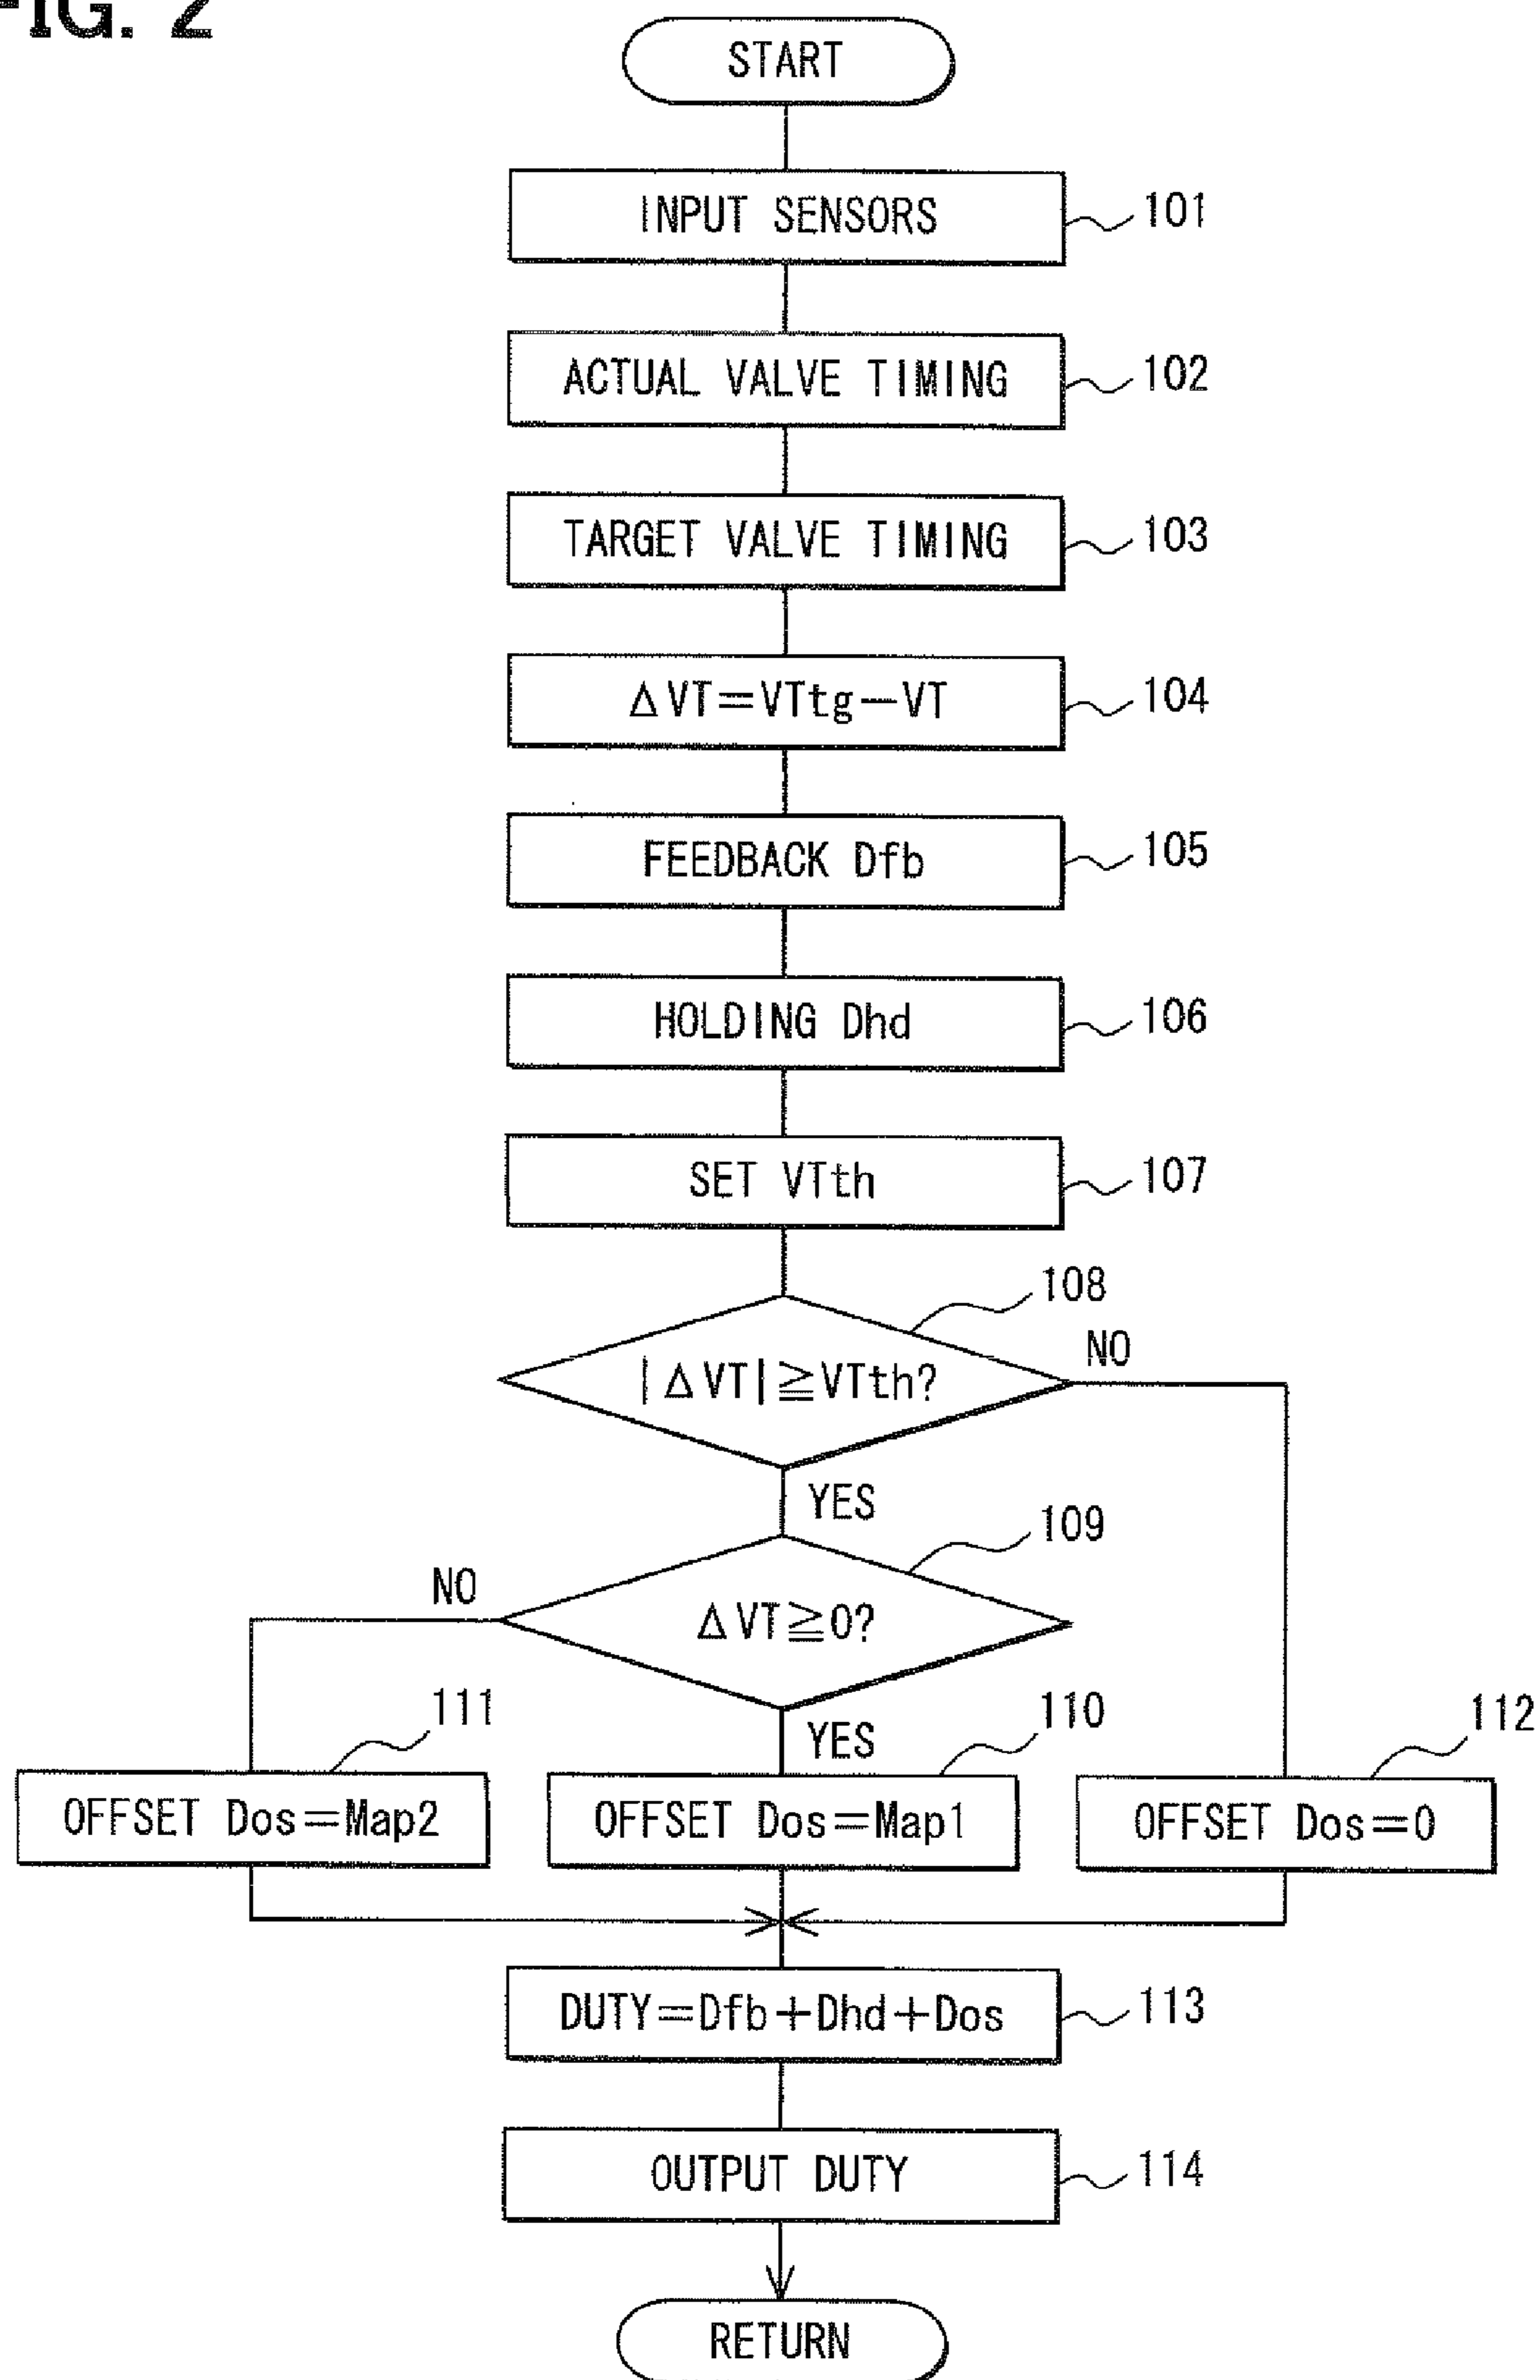 FIG. 2
START
INPUT SENSORS
101
ACTUAL VALVE TIMING
102
TARGET VALVE TIMING
103
ΔVT=VTtg−VT
104
FEEDBACK Dfb
105
HOLDING Dhd
106
SET VTth
107
108
|ΔVT|≧VTth?
NO
YES
109
NO
ΔVT≧0?
111
YES
110
112
OFFSET Dos=Map2
OFFSET Dos=Map1
OFFSET Dos=0
DUTY=Dfb+Dhd+Dos
113
OUTPUT DUTY
114
RETURN